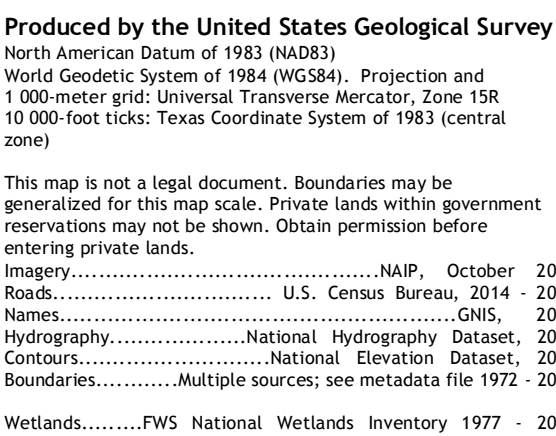 Produced by the United States Geological Survey
North American Datum of 1983 (NAD83)
World Geodetic System of 1984 (WGS84). Projection and
1 000-meter grid: Universal Transverse Mercator, Zone 15R
10 000-foot ticks: Texas Coordinate System of 1983 (central
zone)
This map is not a legal document. Boundaries may be
generalized for this map scale. Private lands within government
reservations may not be shown. Obtain permission before
entering private lands.
Imagery..........................................NAIP, October 20
Roads.............................. U.S. Census Bureau, 2014 - 20
Names......................................................GNIS, 20
Hydrography...................National Hydrography Dataset, 20
Contours..........................National Elevation Dataset, 20
Boundaries............Multiple sources; see metadata file 1972 - 20
Wetlands.........FWS National Wetlands Inventory 1977 - 20